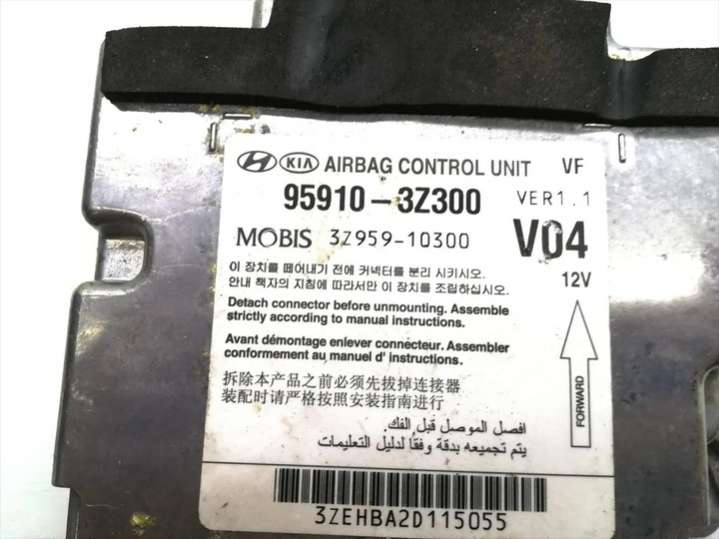 KIA AIRBAG CONTROL UNIT VF
95910-3Z300 VER1.1
MOBIS 3Z959-10300 V04
이 장치를 떼어내기 전에 커넥터를 분리 시키시오.
안내 책자의 지침에 따라서만 이 장치를 조립하십시오.
12V
Detach connector before unmounting. Assemble
strictly according to manual instructions.
Avant démontage enlever connecteur. Assembler
conformement au manuel d' instructions.
FORWARD
拆除本产品之前必须先拔掉连接器
装配时请严格按照安装指南进行
افصل الموصل قبل الفك.
يتم تجميعه بدقة وفقاً لدليل التعليمات
3ZEHBA2D115055